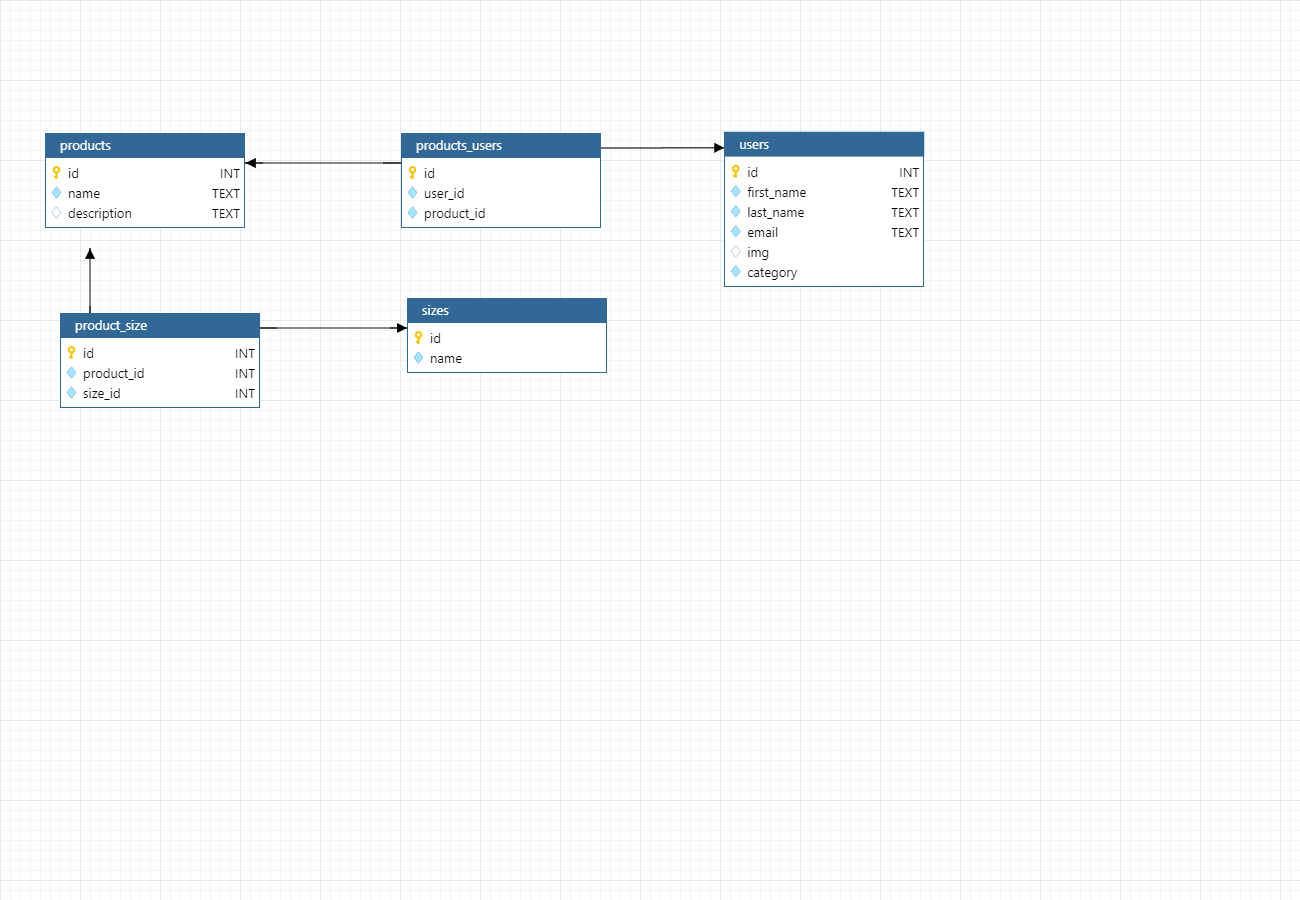 products
id INT
name TEXT
description TEXT
products_users
id
user_id
product_id
users
id INT
first_name TEXT
last_name TEXT
email TEXT
img
category
product_size
id INT
product_id INT
size_id INT
sizes
id
name